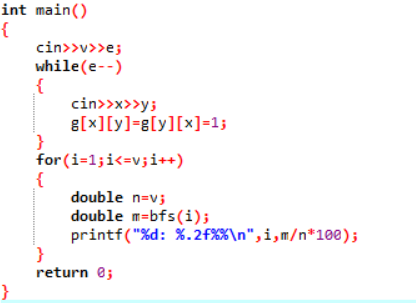 int main()
{
cin>>v>>e;
while(e--)
{
cin>>x>>y;
g[x][y]=g[y][x]=1;
}
for(i=1;i<=v;i++)
{
double n=v;
double m=bfs(i);
printf("%d: %.2f%%\n",i,m/n*100);
}
return 0;
}